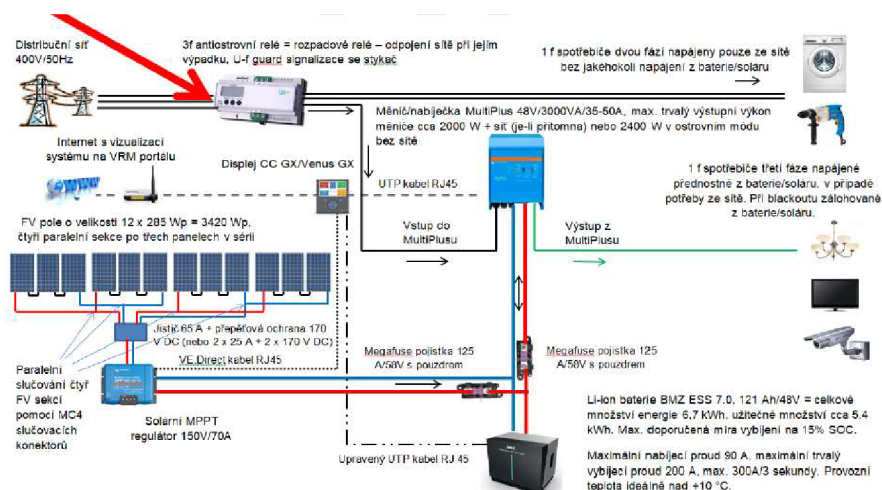 Distribuční síť
400V/50Hz
3f antiostrovní relé = rozpadové relé – odpojení sítě při jejím
výpadku, U-f guard signalizace se stykač
1 f spotřebiče dvou fází napájeny pouze ze sítě
bez jakéhokoli napájení z baterie/soláru
Měnič/nabíječka MultiPlus 48V/3000VA/35-50A, max. trvalý výstupní výkon
měniče cca 2000 W + síť (je-li přítomna) nebo 2400 W v ostrovním módu
bez sítě
Internet s vizualizací
systému na VRM portálu
Displej CC GX/Venus GX
UTP kabel RJ45
1 f spotřebiče třetí fáze napájené
přednostné z baterie/soláru, v případě
potřeby ze sítě. Při blackoutu zálohované
z baterie/soláru.
FV pole o velikosti 12 x 285 Wp = 3420 Wp,
čtyři paralelní sekce po třech panelech v sérii
Vstup do
MultiPlusu
Výstup z
MultiPlusu
Jistič 65 A + přepěťová ochrana 170
V DC (nebo 2 x 25 A + 2 x 170 V DC)
VE.Direct kabel RJ45
Paralelní
slučování čtyř
FV sekcí
pomocí MC4
slučovacích
konektorů
Megafuse pojistka 125
A/58V s pouzdrem
Megafuse pojistka 125
A/58V s pouzdrem
Solární MPPT
regulátor 150V/70A
Li-ion baterie BMZ ESS 7.0, 121 Ah/48V = celkové
množství energie 6,7 kWh, užitečné množství cca 5.4
kWh. Max. doporučená míra vybíjení na 15% SOC.
Upravený UTP kabel RJ 45
Maximální nabíjecí proud 90 A, maximální trvalý
vybíjecí proud 200 A, max. 300A/3 sekundy. Provozní
teplota ideálně nad +10 °C.